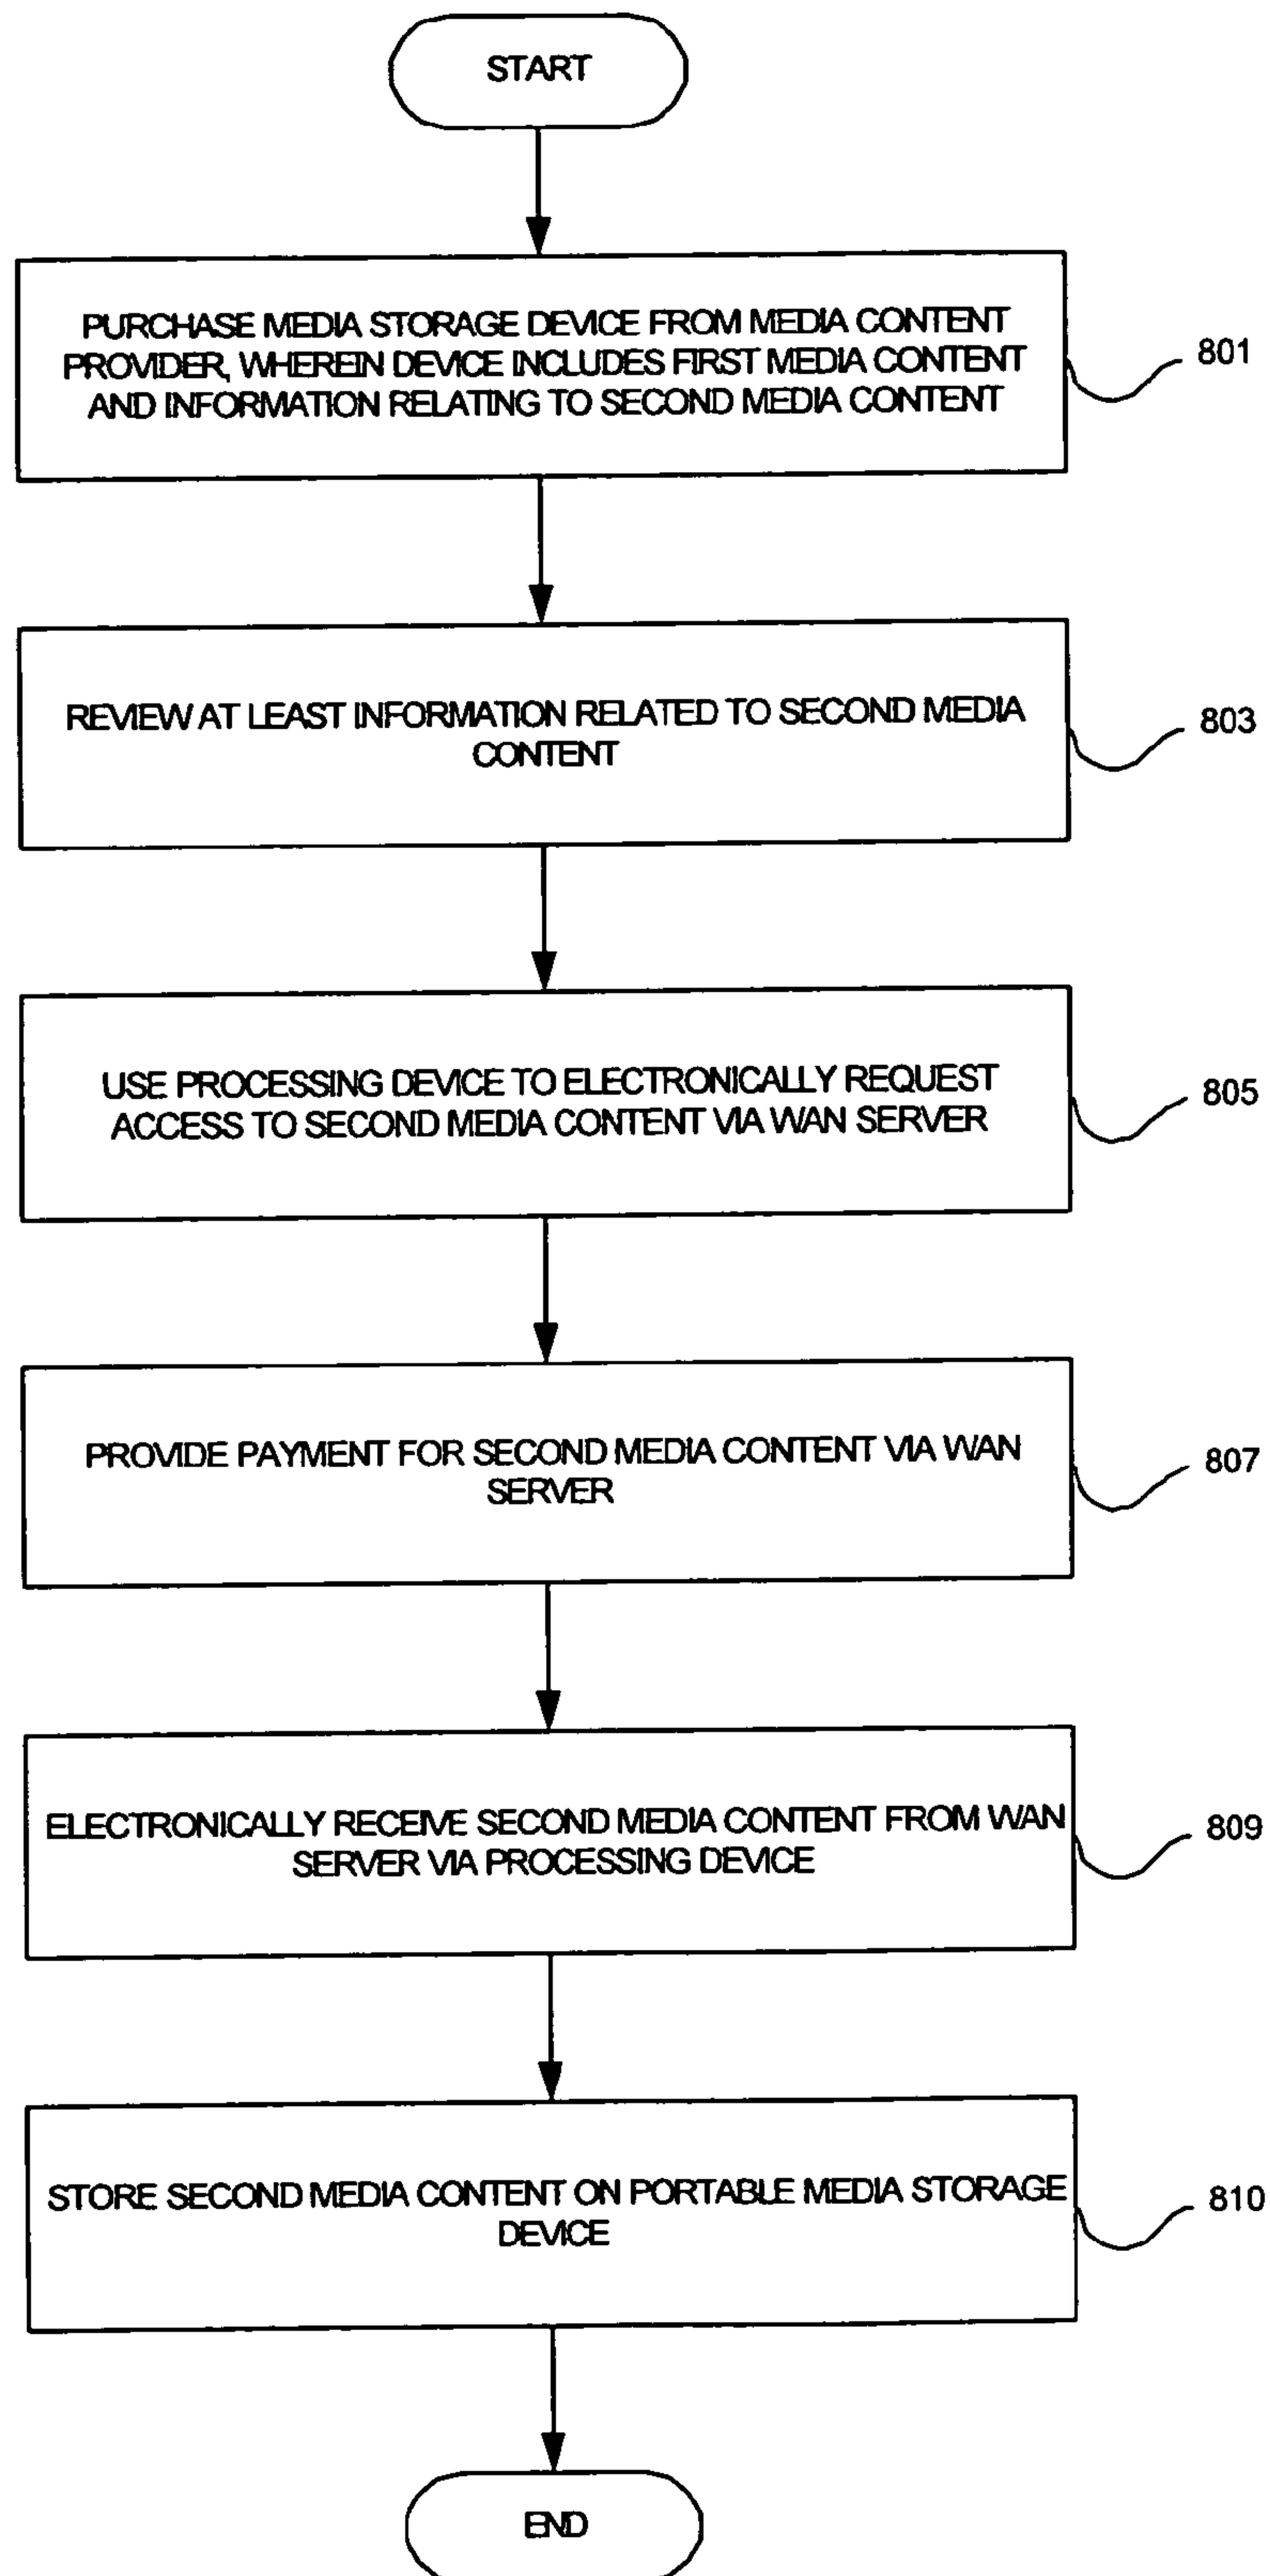 START
PURCHASE MEDIA STORAGE DEVICE FROM MEDIA CONTENT
PROVIDER, WHEREIN DEVICE INCLUDES FIRST MEDIA CONTENT
AND INFORMATION RELATING TO SECOND MEDIA CONTENT
801
REVIEW AT LEAST INFORMATION RELATED TO SECOND MEDIA
CONTENT
803
USE PROCESSING DEVICE TO ELECTRONICALLY REQUEST
ACCESS TO SECOND MEDIA CONTENT VIA WAN SERVER
805
PROVIDE PAYMENT FOR SECOND MEDIA CONTENT VIA WAN
SERVER
807
ELECTRONICALLY RECEIVE SECOND MEDIA CONTENT FROM WAN
SERVER VIA PROCESSING DEVICE
809
STORE SECOND MEDIA CONTENT ON PORTABLE MEDIA STORAGE
DEVICE
810
END